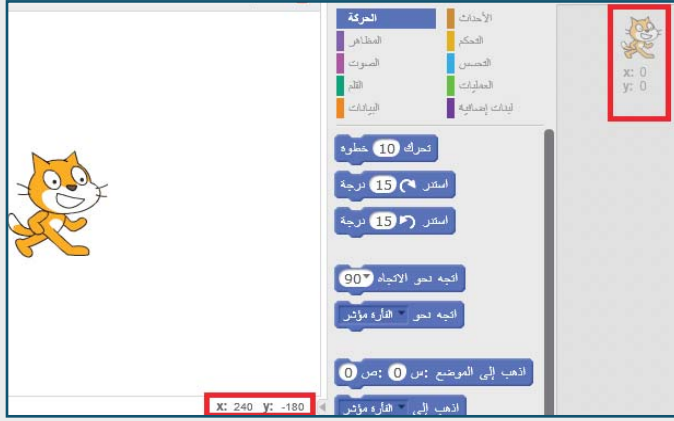 الحركة
الأحداث
المظاهر
التحكم
الصوت
التحسس
القلم
العمليات
البيانات
لبنات إضافية
x: 0
y: 0
تحرك 10 خطوة
استدر 15 درجة
استدر 15 درجة
اتجه نحو الاتجاه 90
اتجه نحو الفأرة مؤشر
اذهب إلى الموضع :س 0 :ص 0
اذهب إلى الفأرة مؤشر
x: 240 y: -180